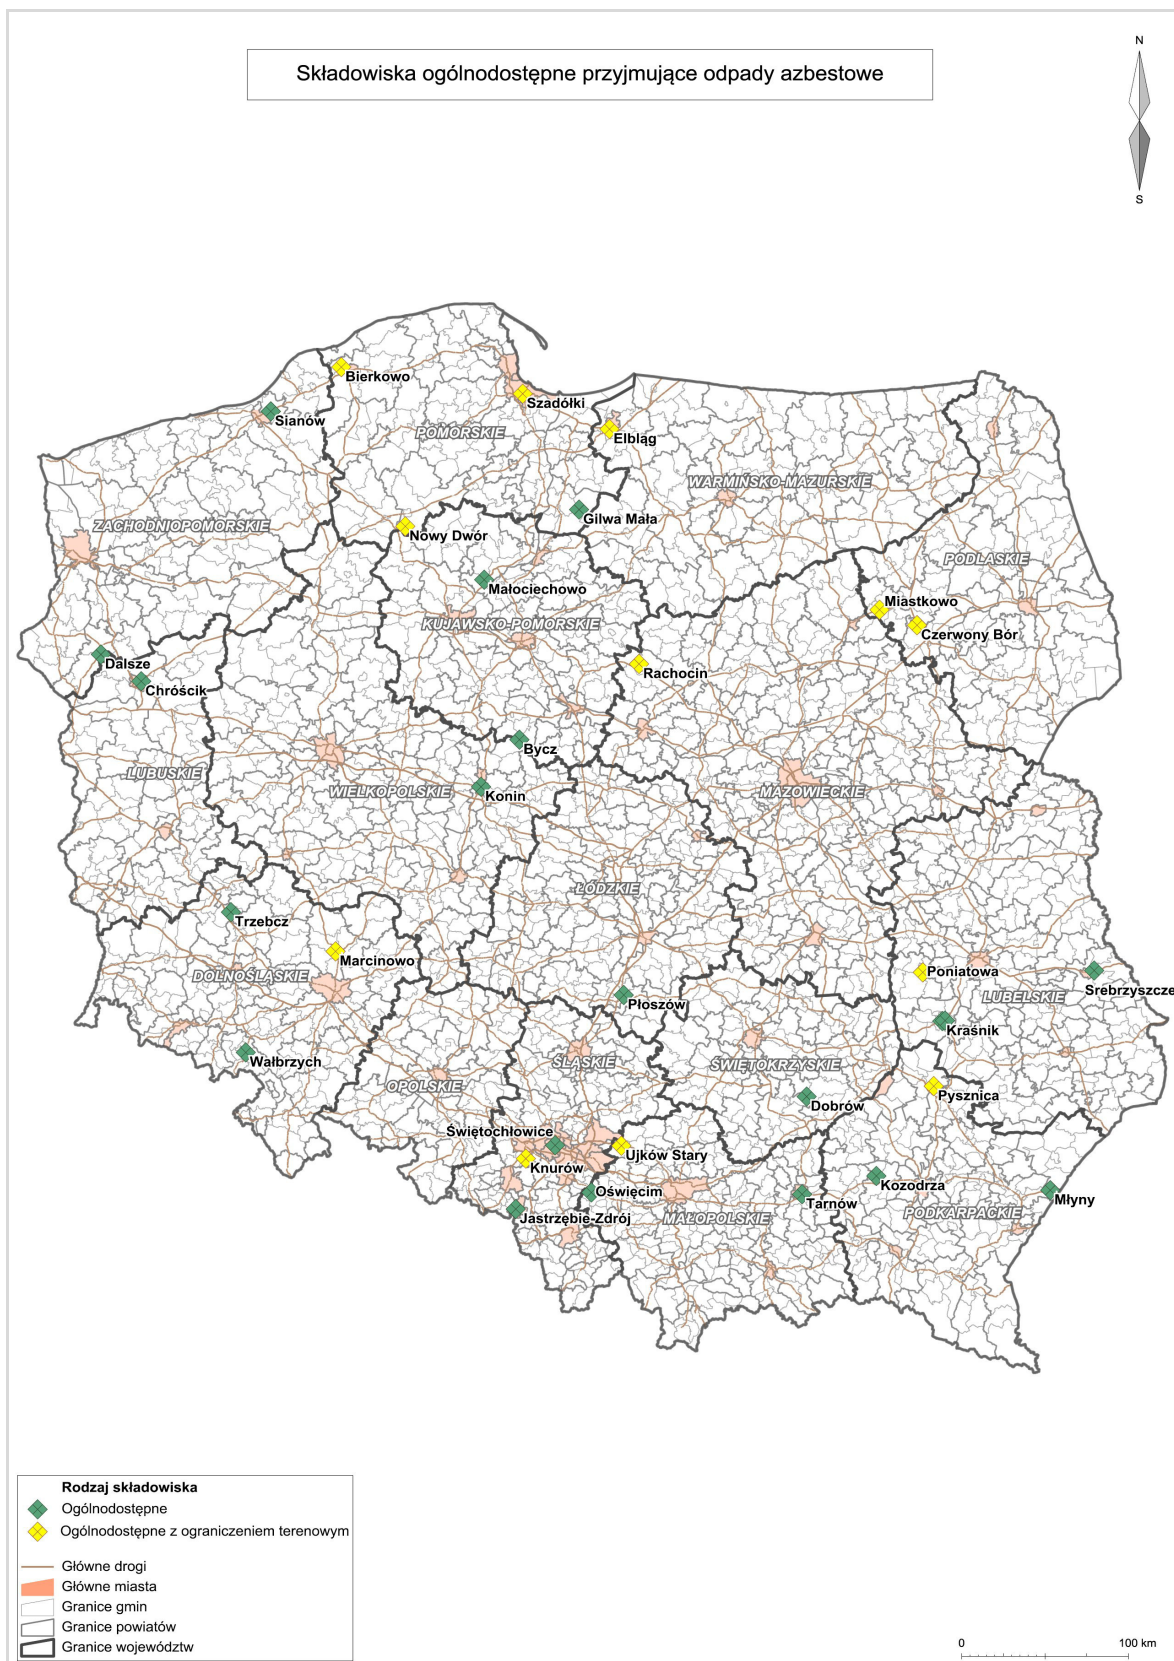 N
Składowiska ogólnodostępne przyjmujące odpady azbestowe
S
Bierkowo
Szadółki
Sianów
POMORSKIE
Elbląg
WARMIŃSKO-MAZURSKIE
Gilwa Mała
ZACHODNIOPOMORSKIE
Nowy Dwór
PODLASKIE
Małociechowo
Miastkowo
KUJAWSKO-POMORSKIE
Czerwony Bór
Dalsze
Rachocin
Chróścik
Bycz
LUBUSKIE
WIELKOPOLSKIE
Konin
MAZOWIECKIE
ŁÓDZKIE
Trzebcz
Marcinowo
DOLNOŚLĄSKIE
Poniatowa
Srebrzyszcze
Płoszów
LUBELSKIE
Kraśnik
Wałbrzych
ŚLĄSKIE
ŚWIĘTOKRZYSKIE
OPOLSKIE
Pysznica
Dobrów
Świętochłowice
Ujków Stary
Knurów
Kozodrza
Oświęcim
Tarnów
Młyny
Jastrzębie-Zdrój
MAŁOPOLSKIE
PODKARPACKIE
Rodzaj składowiska
Ogólnodostępne
Ogólnodostępne z ograniczeniem terenowym
Główne drogi
Główne miasta
Granice gmin
Granice powiatów
Granice województw
0 100 km